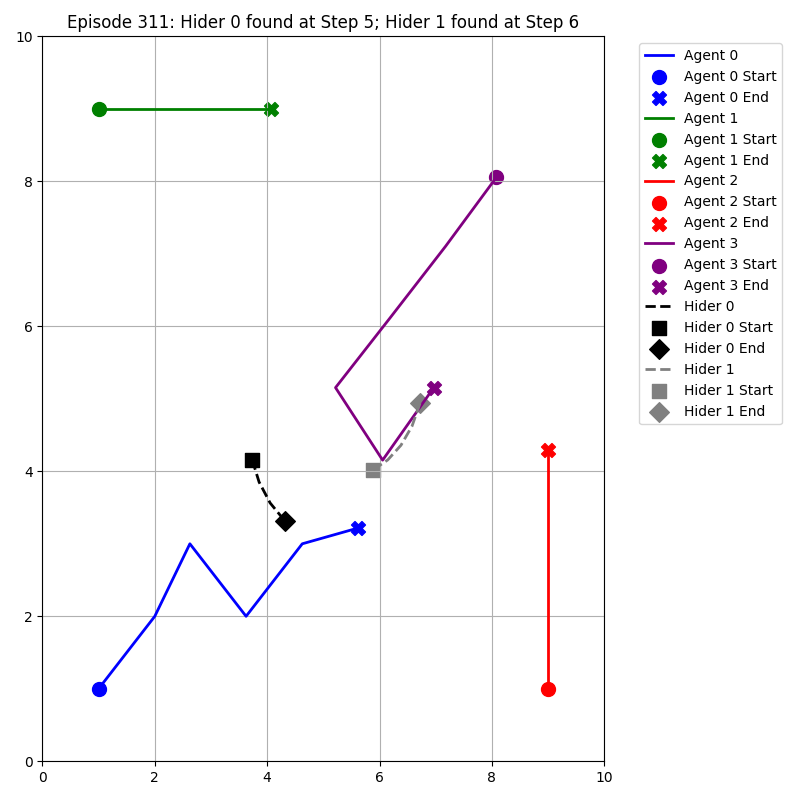 Episode 311: Hider 0 found at Step 5; Hider 1 found at Step 6
10
8
6
4
2
0
0 2 4 6 8 10
Agent 0
Agent 0 Start
Agent 0 End
Agent 1
Agent 1 Start
Agent 1 End
Agent 2
Agent 2 Start
Agent 2 End
Agent 3
Agent 3 Start
Agent 3 End
Hider 0
Hider 0 Start
Hider 0 End
Hider 1
Hider 1 Start
Hider 1 End